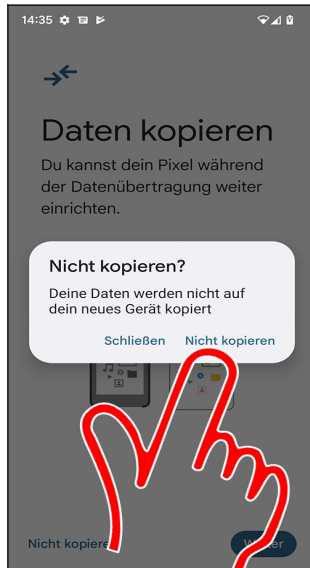 14:35
Daten kopieren
Du kannst dein Pixel während
der Datenübertragung weiter
einrichten.
Nicht kopieren?
Deine Daten werden nicht auf
dein neues Gerät kopiert
Schließen Nicht kopieren
Nicht